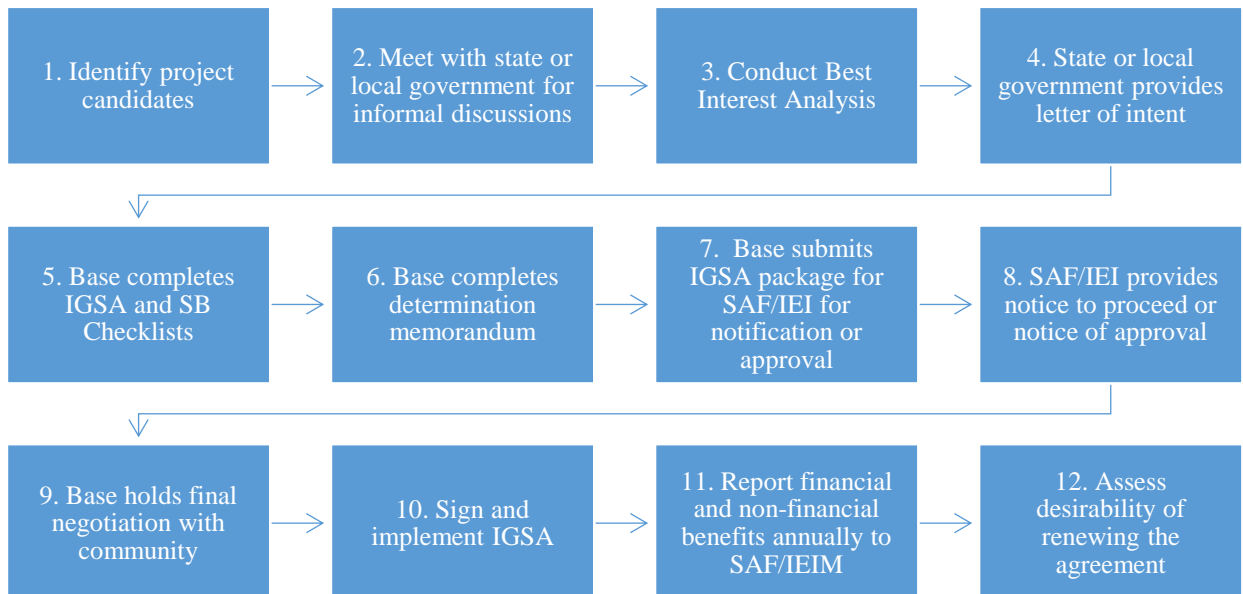 1. Identify project
candidates
2. Meet with state or
local government for
informal discussions
3. Conduct Best
Interest Analysis
4. State or local
government provides
letter of intent
5. Base completes
IGSA and SB
Checklists
6. Base completes
determination
memorandum
7.  Base submits
IGSA package for
SAF/IEI for
notification or
approval
8. SAF/IEI provides
notice to proceed or
notice of approval
9. Base holds final
negotiation with
community
10. Sign and
implement IGSA
11. Report financial
and non-financial
benefits annually to
SAF/IEIM
12. Assess
desirability of
renewing the
agreement